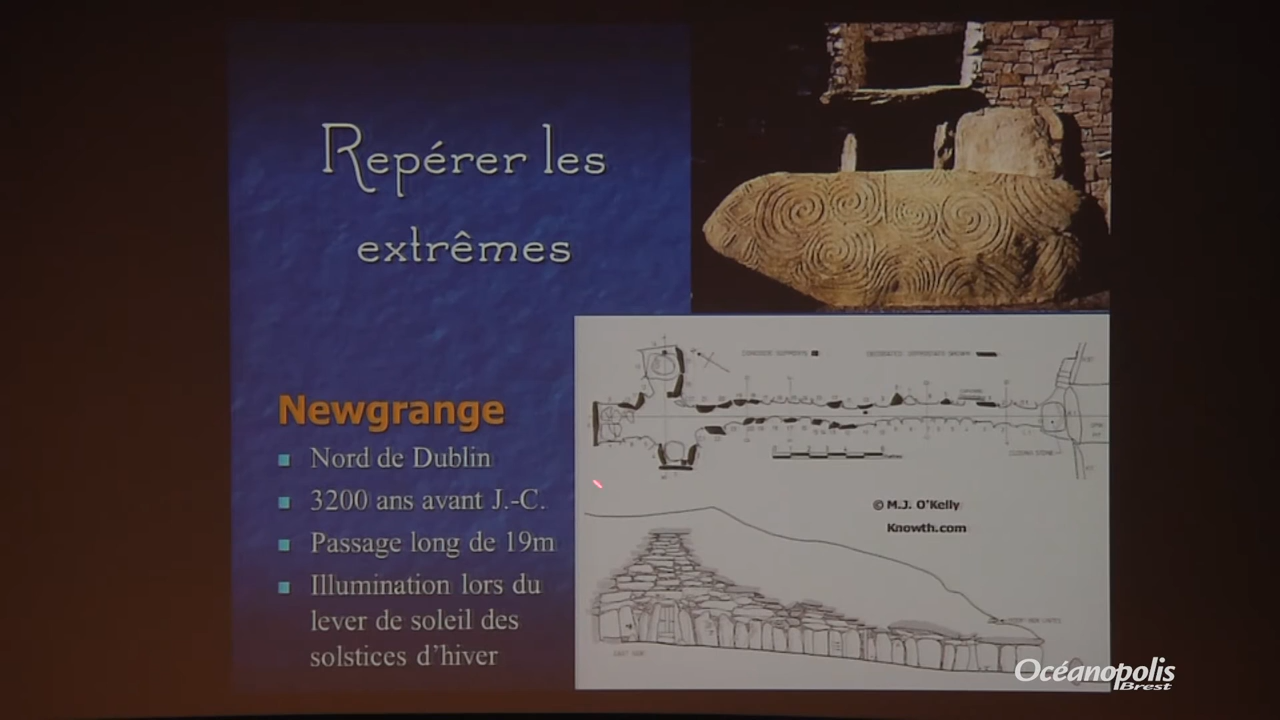 Repérer les
extrêmes
Newgrange
Nord de Dublin
3200 ans avant J.-C.
Passage long de 19m
Illumination lors du
lever de soleil des
solstices d'hiver
© M.J. O'Kelly
Knowth.com
Océanopolis
Brest